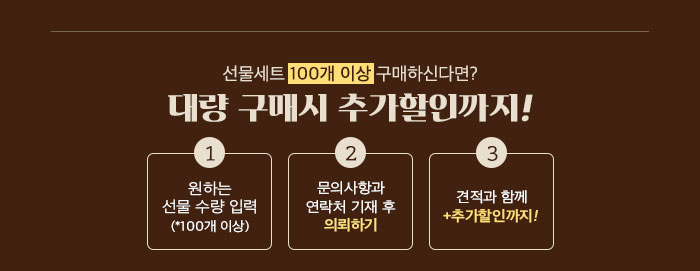 선물세트 100개 이상 구매하신다면?
대량 구매시 추가할인까지!
1
원하는
선물 수량 입력
(*100개 이상)
2
문의사항과
연락처 기재 후
의뢰하기
3
견적과 함께
+추가할인까지!